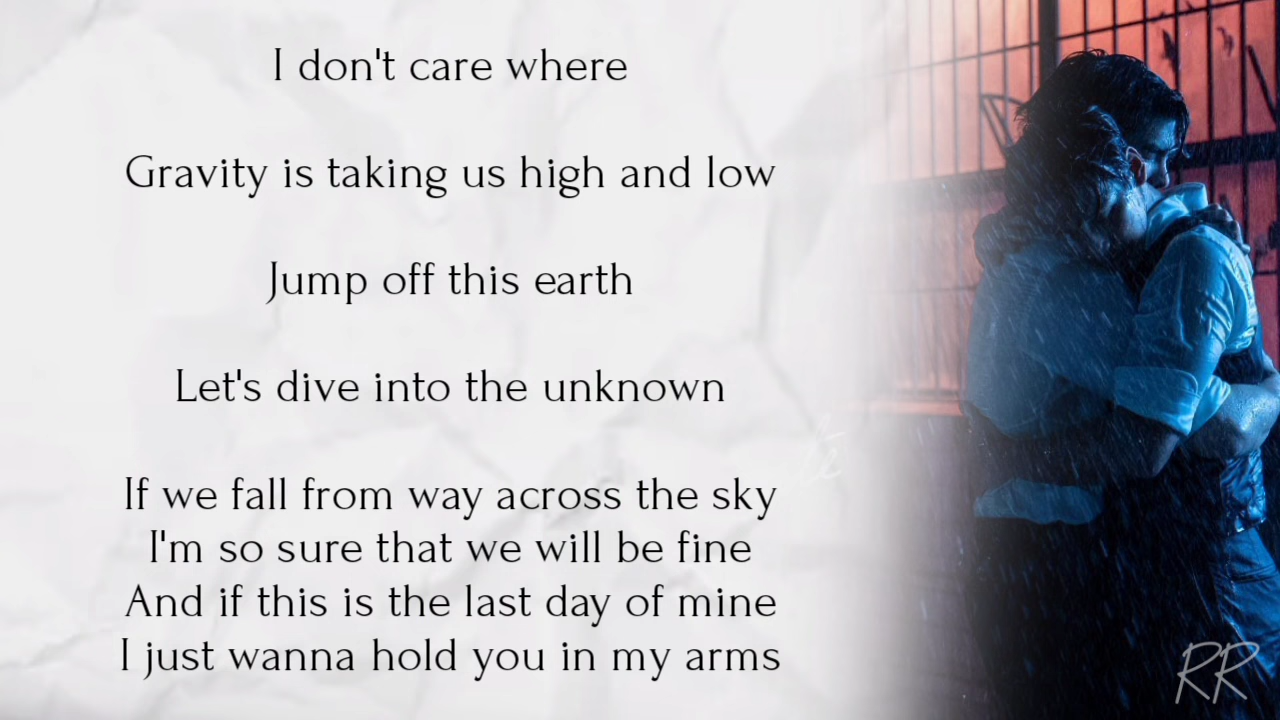 I don't care where
Gravity is taking us high and low
Jump off this earth
Let's dive into the unknown
If we fall from way across the sky
I'm so sure that we will be fine
And if this is the last day of mine
I just wanna hold you in my arms
RR